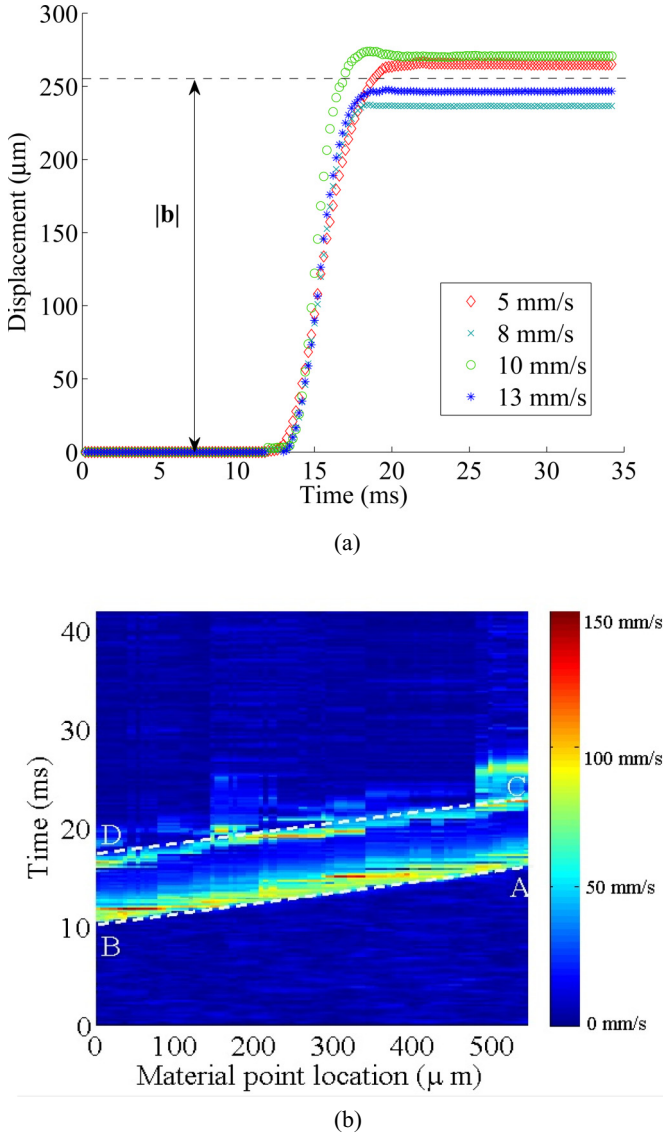 300
250
200
150
100
50
0
Displacement (μm)
|b|
5 mm/s
8 mm/s
10 mm/s
13 mm/s
0 5 10 15 20 25 30 35
Time (ms)
(a)
40
30
20
10
0
Time (ms)
D
C
B
A
150 mm/s
100 mm/s
50 mm/s
0 mm/s
0 100 200 300 400 500
Material point location (μ m)
(b)